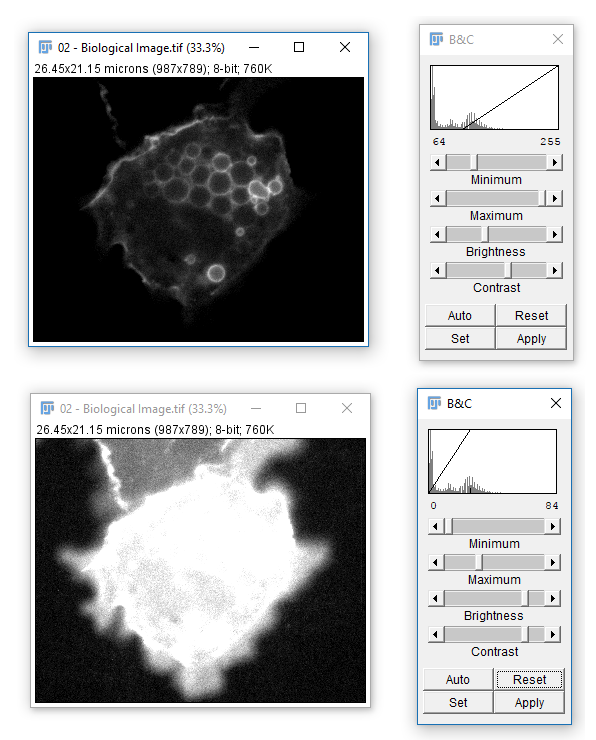 02 - Biological Image.tif (33.3%)
26.45x21.15 microns (987x789); 8-bit; 760K
B&C
64 255
Minimum
Maximum
Brightness
Contrast
Auto Reset
Set Apply
02 - Biological Image.tif (33.3%)
26.45x21.15 microns (987x789); 8-bit; 760K
B&C
0 84
Minimum
Maximum
Brightness
Contrast
Auto Reset
Set Apply